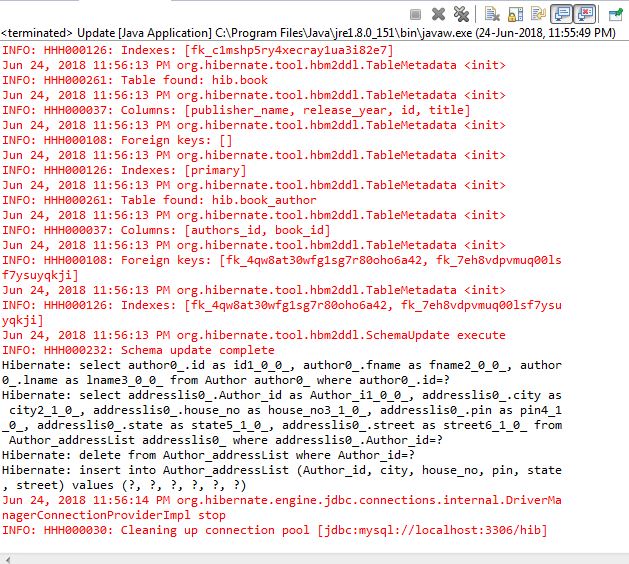 <terminated> Update [Java Application] C:\Program Files\Java\jre1.8.0_151\bin\javaw.exe (24-Jun-2018, 11:55:49 PM)
INFO: HHH000126: Indexes: [fk_c1mshp5ry4xecray1ua3i82e7]
Jun 24, 2018 11:56:13 PM org.hibernate.tool.hbm2ddl.TableMetadata <init>
INFO: HHH000261: Table found: hib.book
Jun 24, 2018 11:56:13 PM org.hibernate.tool.hbm2ddl.TableMetadata <init>
INFO: HHH000037: Columns: [publisher_name, release_year, id, title]
Jun 24, 2018 11:56:13 PM org.hibernate.tool.hbm2ddl.TableMetadata <init>
INFO: HHH000108: Foreign keys: []
Jun 24, 2018 11:56:13 PM org.hibernate.tool.hbm2ddl.TableMetadata <init>
INFO: HHH000126: Indexes: [primary]
Jun 24, 2018 11:56:13 PM org.hibernate.tool.hbm2ddl.TableMetadata <init>
INFO: HHH000261: Table found: hib.book_author
Jun 24, 2018 11:56:13 PM org.hibernate.tool.hbm2ddl.TableMetadata <init>
INFO: HHH000037: Columns: [authors_id, book_id]
Jun 24, 2018 11:56:13 PM org.hibernate.tool.hbm2ddl.TableMetadata <init>
INFO: HHH000108: Foreign keys: [fk_4qw8at30wfg1sg7r80oho6a42, fk_7eh8vdpvmuq00ls
f7ysuyqkji]
Jun 24, 2018 11:56:13 PM org.hibernate.tool.hbm2ddl.TableMetadata <init>
INFO: HHH000126: Indexes: [fk_4qw8at30wfg1sg7r80oho6a42, fk_7eh8vdpvmuq00lsf7ysu
yqkji]
Jun 24, 2018 11:56:13 PM org.hibernate.tool.hbm2ddl.SchemaUpdate execute
INFO: HHH000232: Schema update complete
Hibernate: select author0_.id as id1_0_0_, author0_.fname as fname2_0_0_, author
0_.lname as lname3_0_0_ from Author author0_ where author0_.id=?
Hibernate: select addresslis0_.Author_id as Author_i1_0_0_, addresslis0_.city as
city2_1_0_, addresslis0_.house_no as house_no3_1_0_, addresslis0_.pin as pin4_1
_0_, addresslis0_.state as state5_1_0_, addresslis0_.street as street6_1_0_ from
Author_addressList addresslis0_ where addresslis0_.Author_id=?
Hibernate: delete from Author_addressList where Author_id=?
Hibernate: insert into Author_addressList (Author_id, city, house_no, pin, state
, street) values (?, ?, ?, ?, ?, ?)
Jun 24, 2018 11:56:14 PM org.hibernate.engine.jdbc.connections.internal.DriverMa
nagerConnectionProviderImpl stop
INFO: HHH000030: Cleaning up connection pool [jdbc:mysql://localhost:3306/hib]